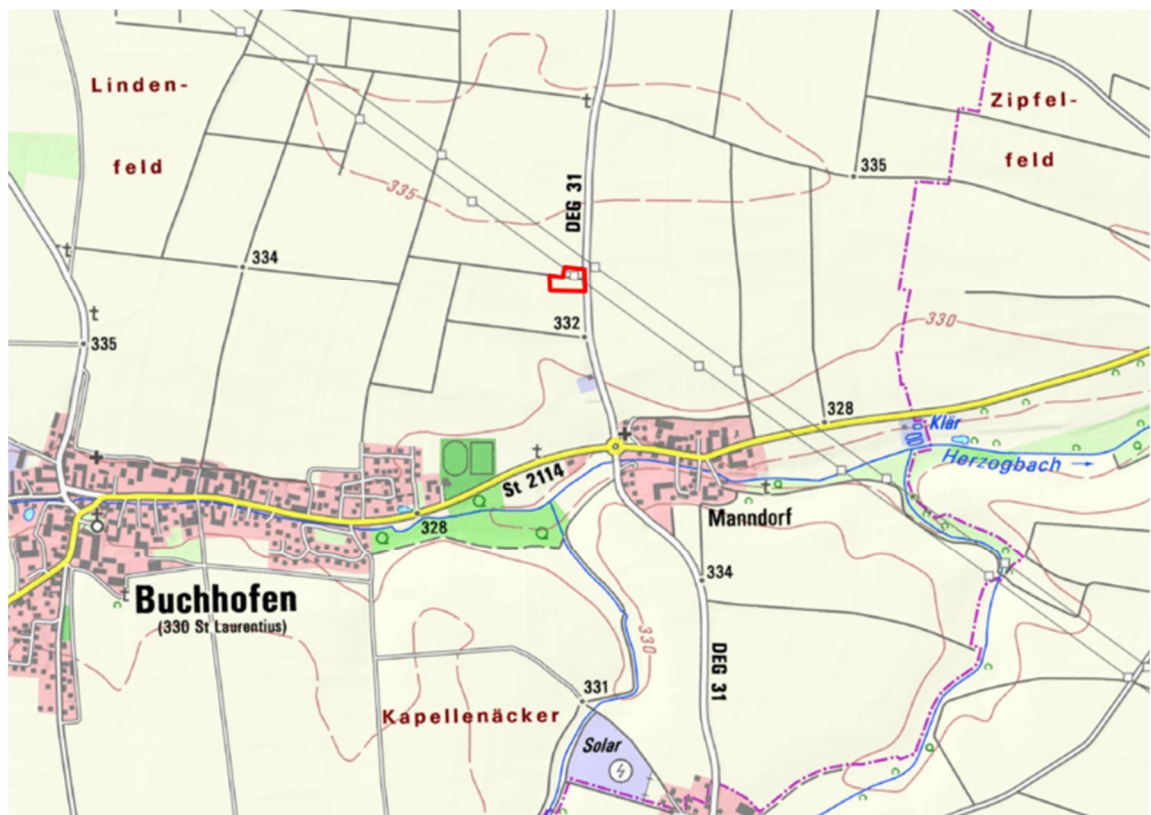 Linden-
feld
Zipfel-
feld
335
335
DEG 31
334
332
335
330
328
Klär
Herzogbach →
St 2114
328
Manndorf
Buchhofen
(330 St Laurentius)
334
330
DEG 31
331
Kapellenäcker
Solar